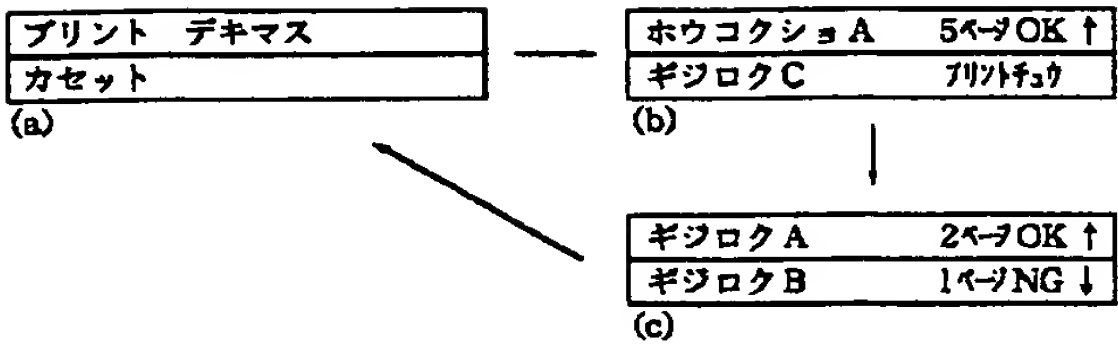 プリント デキマス
カセット
(a)
ホウコクショA 5ページOK ↑
ギジロクC プリントチュウ
(b)
ギジロクA 2ページOK ↑
ギジロクB 1ページNG ↓
(c)